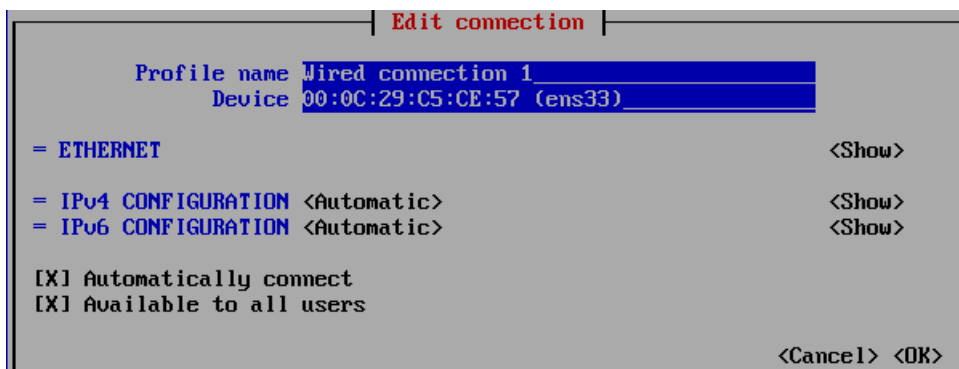 Edit connection
Profile name Wired connection 1
Device 00:0C:29:C5:CE:57 (ens33)
= ETHERNET <Show>
= IPv4 CONFIGURATION <Automatic> <Show>
= IPv6 CONFIGURATION <Automatic> <Show>
[X] Automatically connect
[X] Available to all users
<Cancel> <OK>